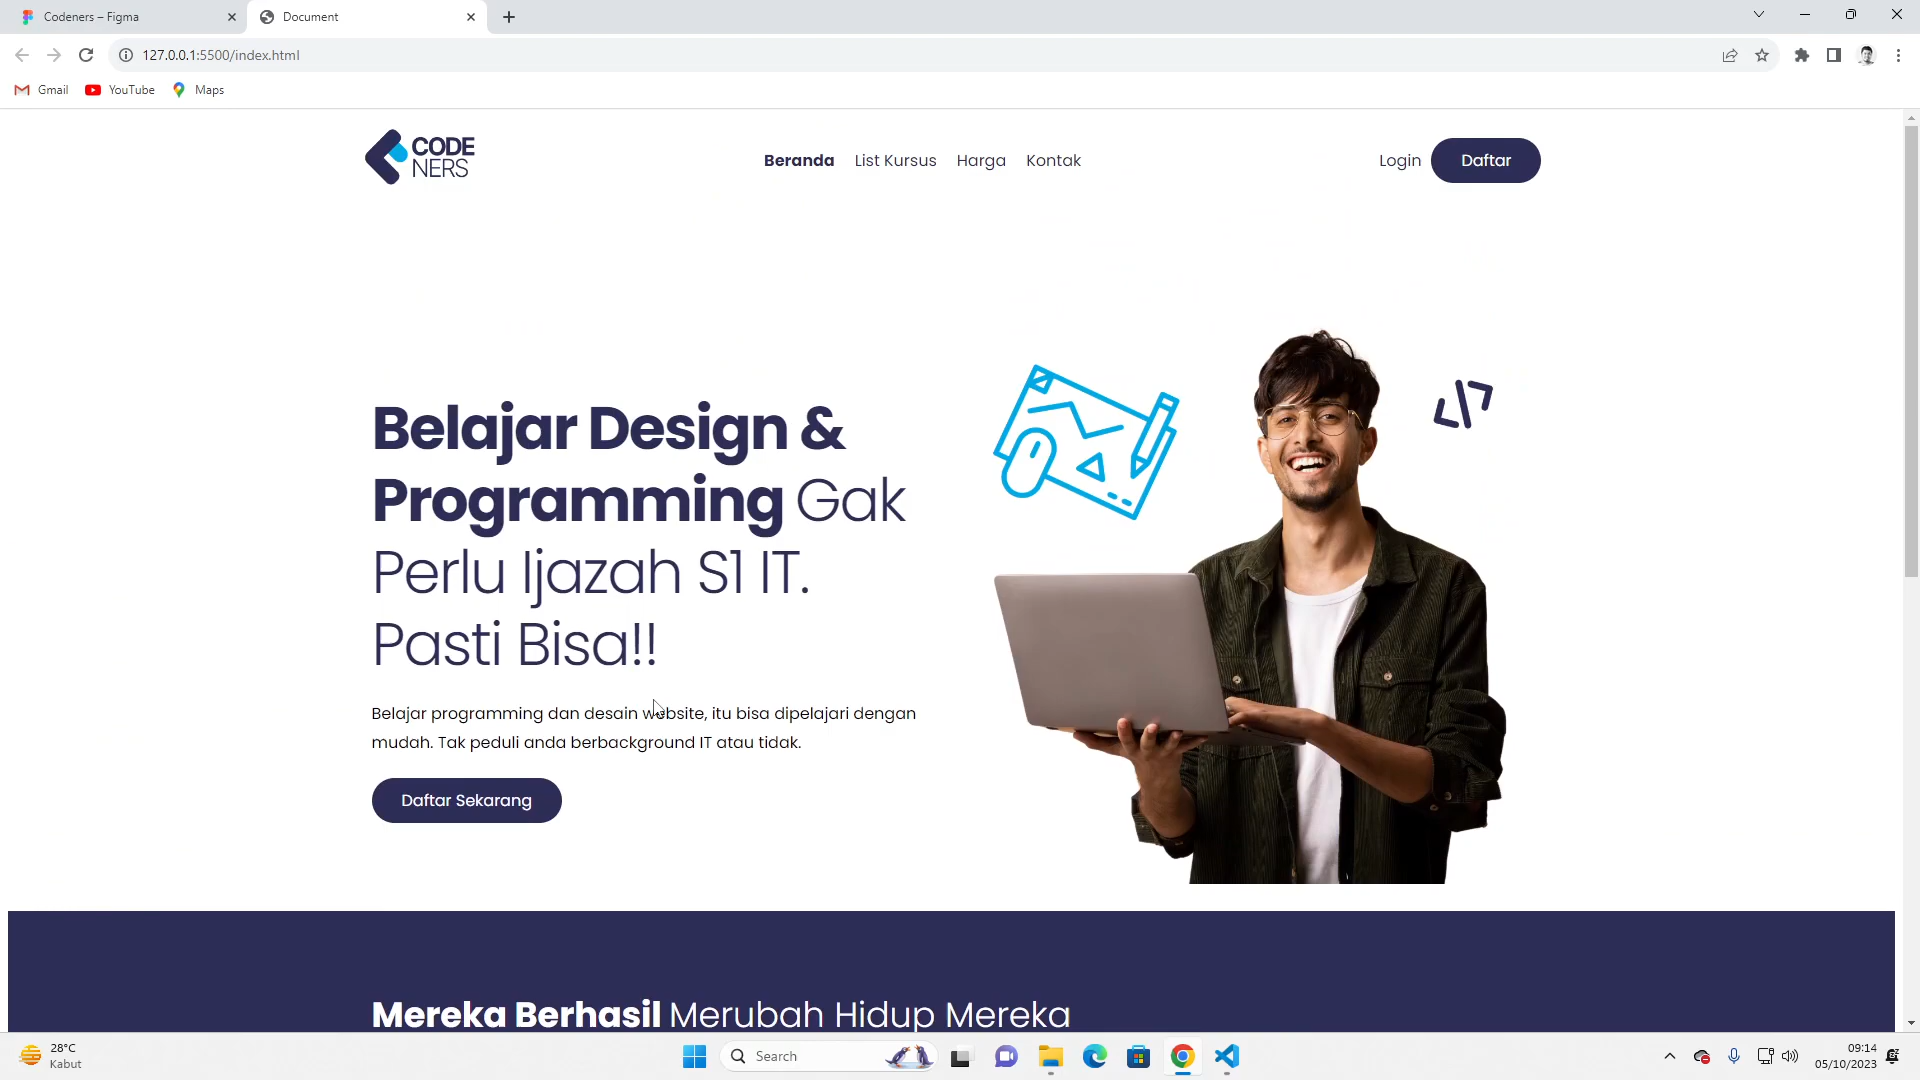 Codeners – Figma
Document
127.0.0.1:5500/index.html
Gmail
YouTube
Maps
CODE
NERS
Beranda
List Kursus
Harga
Kontak
Login
Daftar
Belajar Design &
Programming Gak
Perlu Ijazah S1 IT.
Pasti Bisa!!
Belajar programming dan desain website, itu bisa dipelajari dengan
mudah. Tak peduli anda berbackground IT atau tidak.
Daftar Sekarang
Mereka Berhasil Merubah Hidup Mereka
28°C
Kabut
Search
09:14
05/10/2023